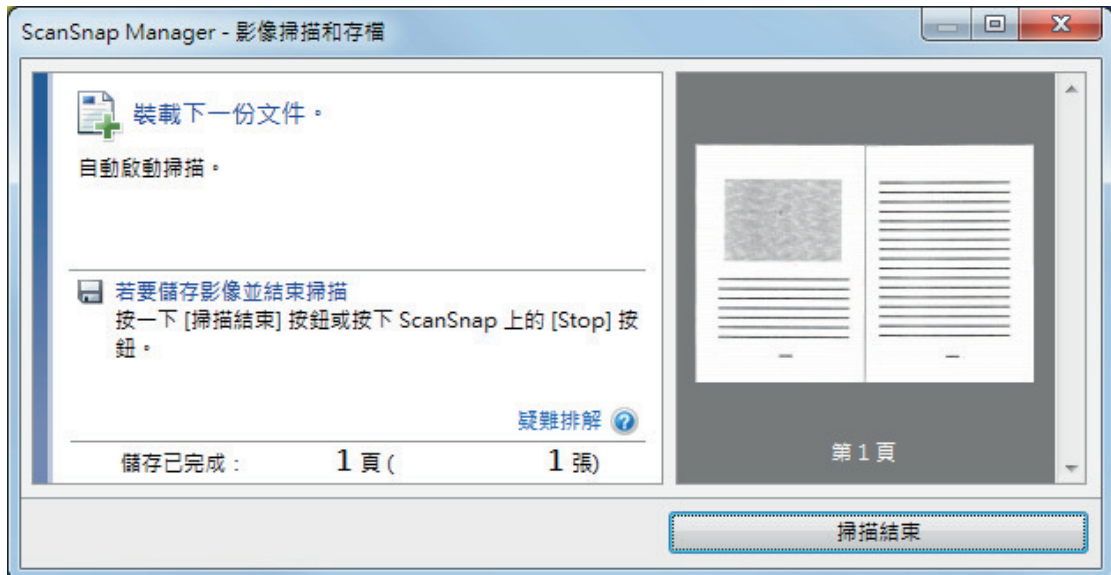 ScanSnap Manager - 影像掃描和存檔
裝載下一份文件。
自動啟動掃描。
若要儲存影像並結束掃描
按一下 [掃描結束] 按鈕或按下 ScanSnap 上的 [Stop] 按
鈕。
疑難排解
儲存已完成： 1 頁 ( 1 張)
第 1 頁
掃描結束